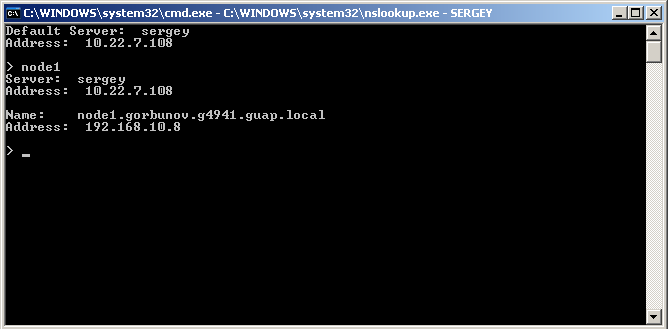 C:\WINDOWS\system32\cmd.exe - C:\WINDOWS\system32\nslookup.exe - SERGEY
Default Server:  sergey
Address:  10.22.7.108
> node1
Server:  sergey
Address:  10.22.7.108
Name:    node1.gorbunov.g4941.guap.local
Address:  192.168.10.8
> _